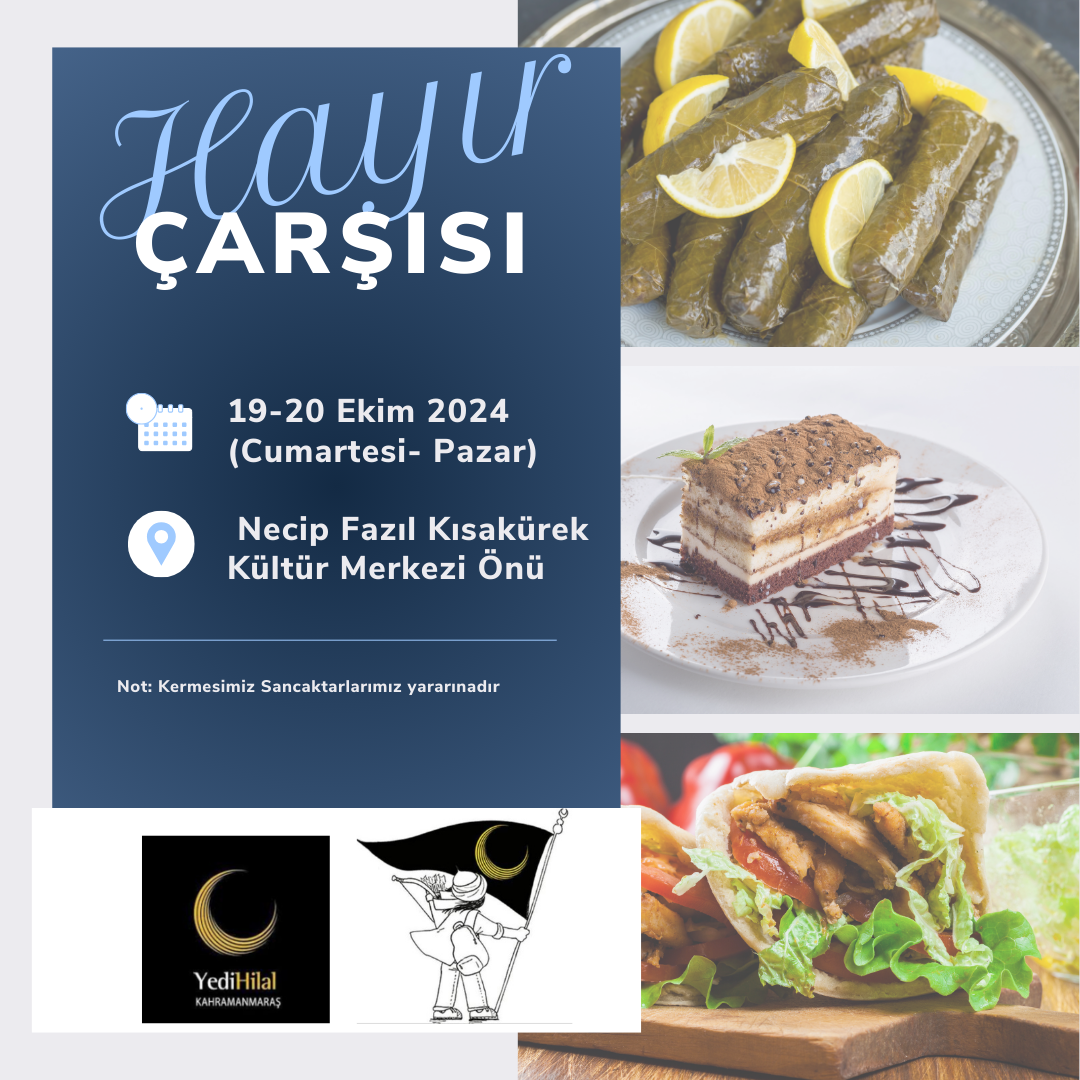 Hayır
ÇARŞISI
19-20 Ekim 2024
(Cumartesi- Pazar)
Necip Fazıl Kısakürek
Kültür Merkezi Önü
Not: Kermesimiz Sancaktarlarımız yararınadır
YediHilal
KAHRAMANMARAŞ